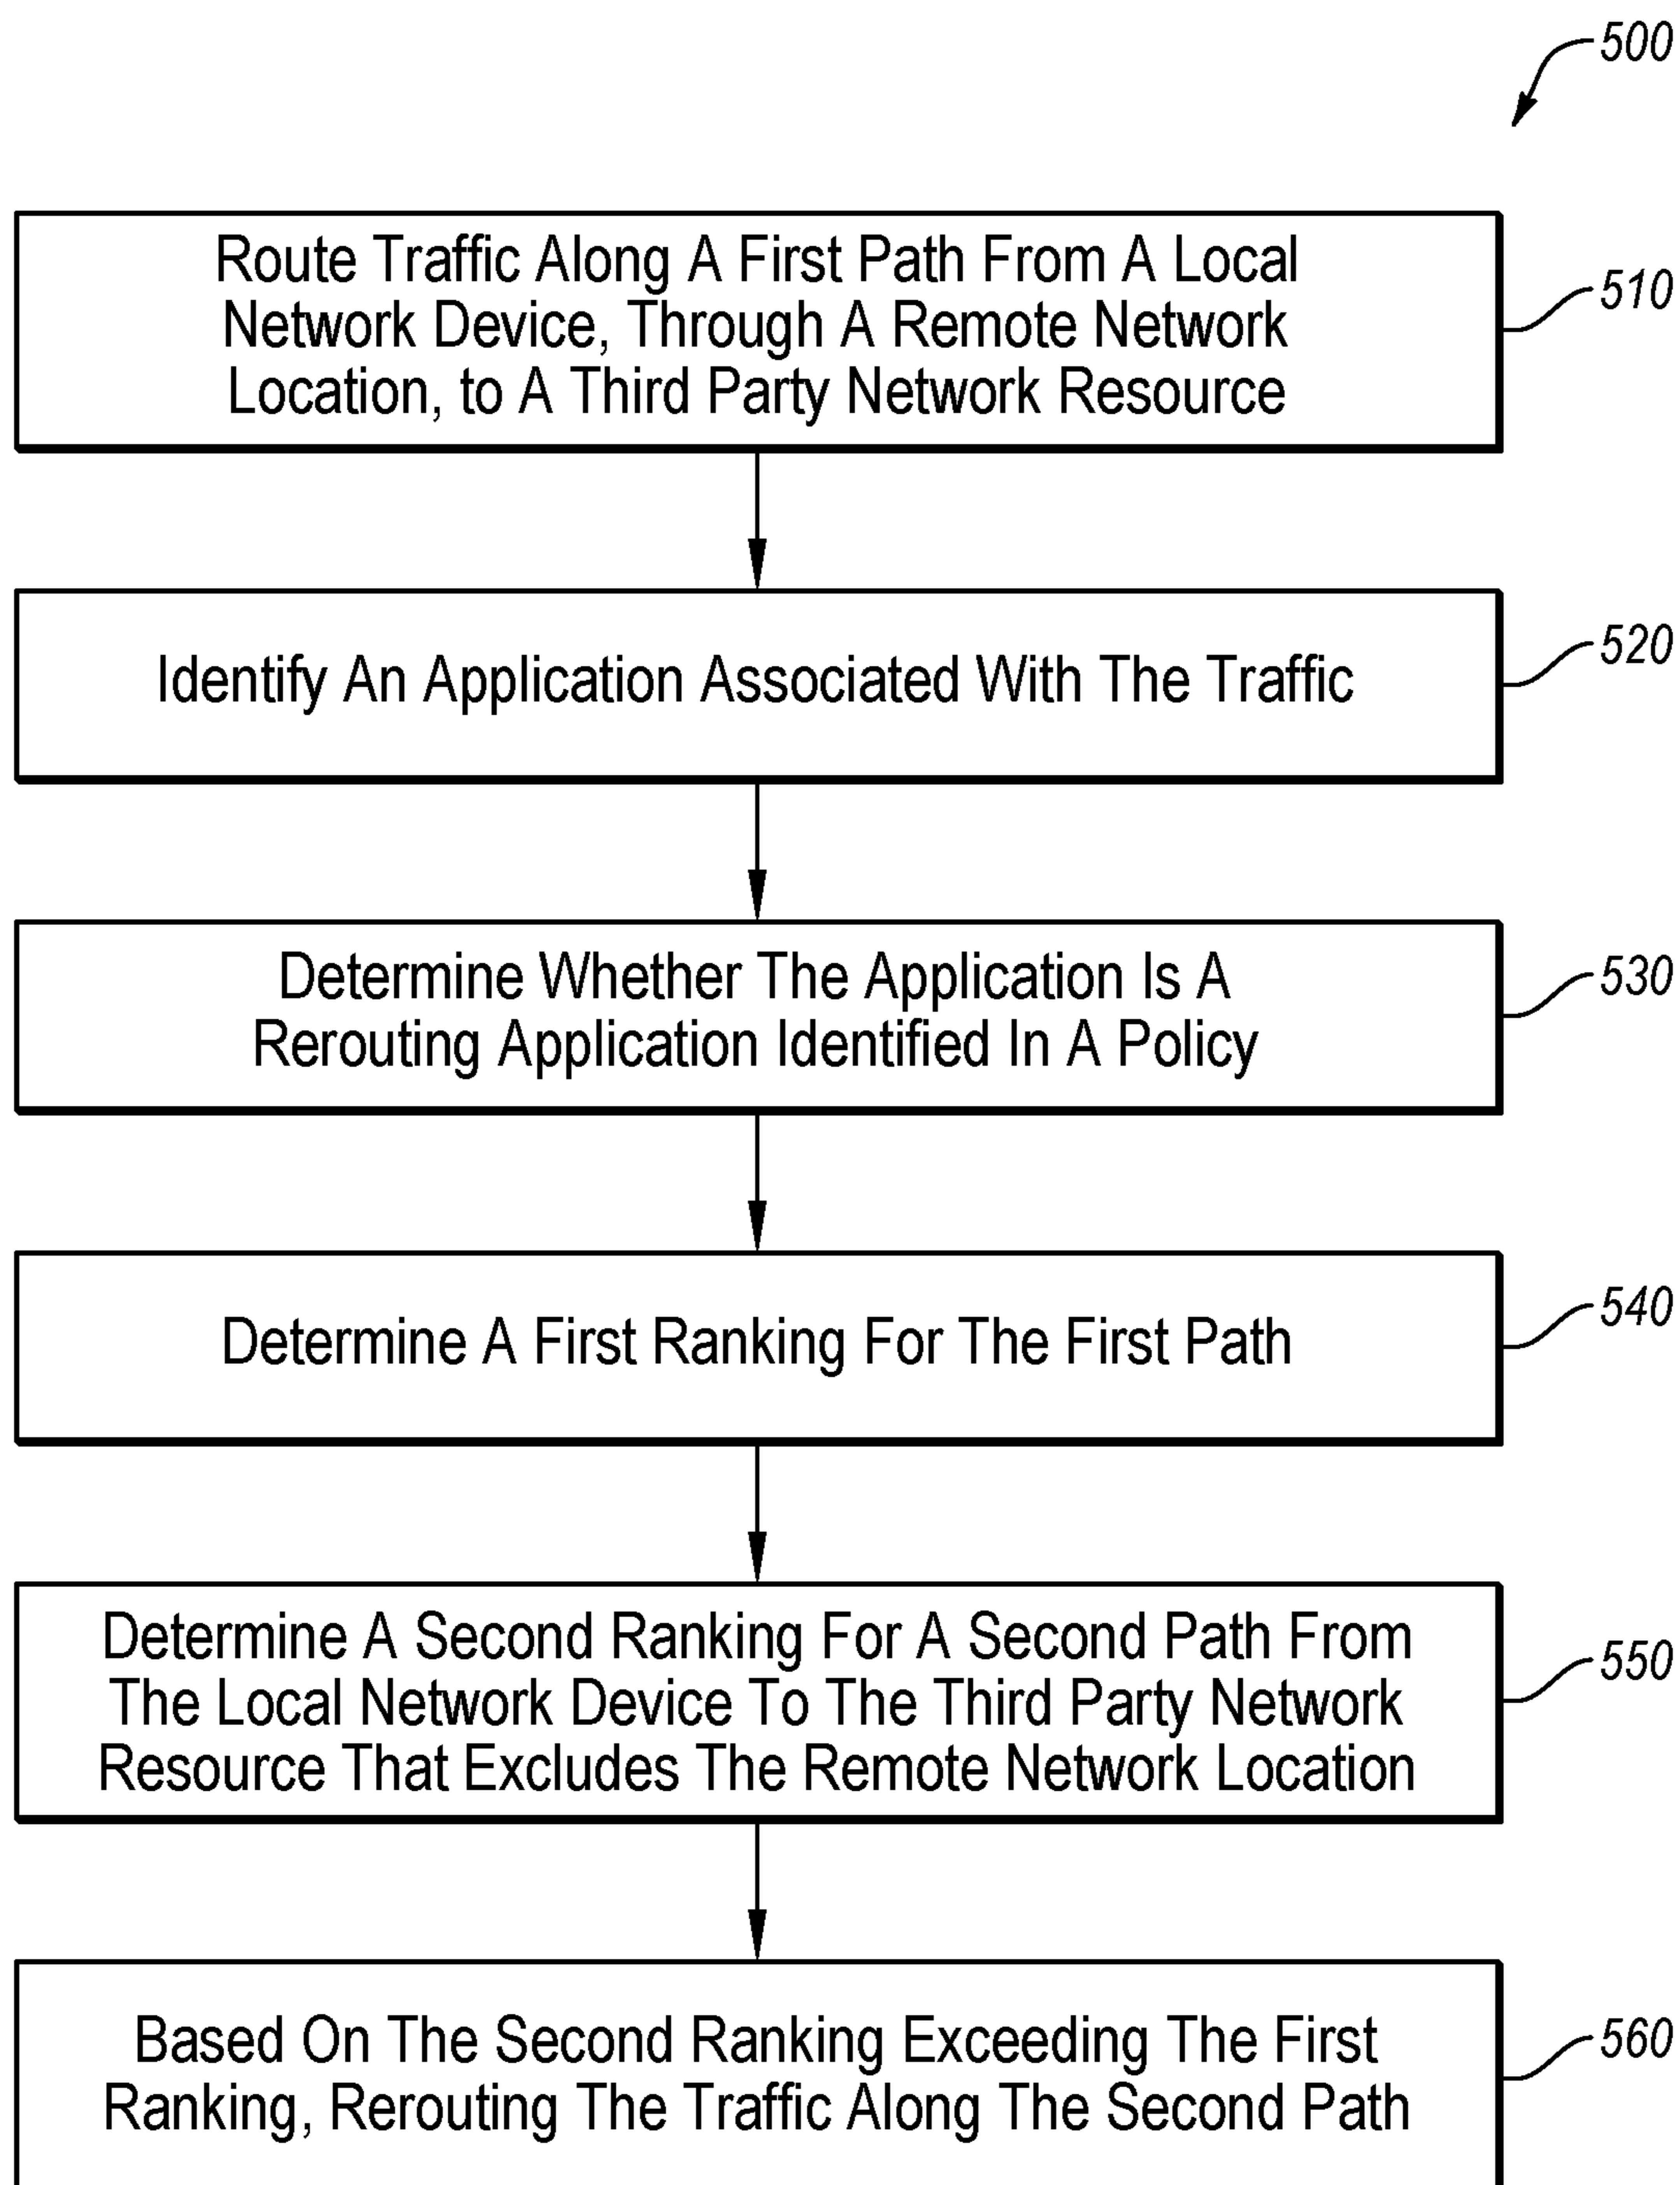 500
Route Traffic Along A First Path From A Local
Network Device, Through A Remote Network
Location, to A Third Party Network Resource
510
Identify An Application Associated With The Traffic
520
Determine Whether The Application Is A
Rerouting Application Identified In A Policy
530
Determine A First Ranking For The First Path
540
Determine A Second Ranking For A Second Path From
The Local Network Device To The Third Party Network
Resource That Excludes The Remote Network Location
550
Based On The Second Ranking Exceeding The First
Ranking, Rerouting The Traffic Along The Second Path
560